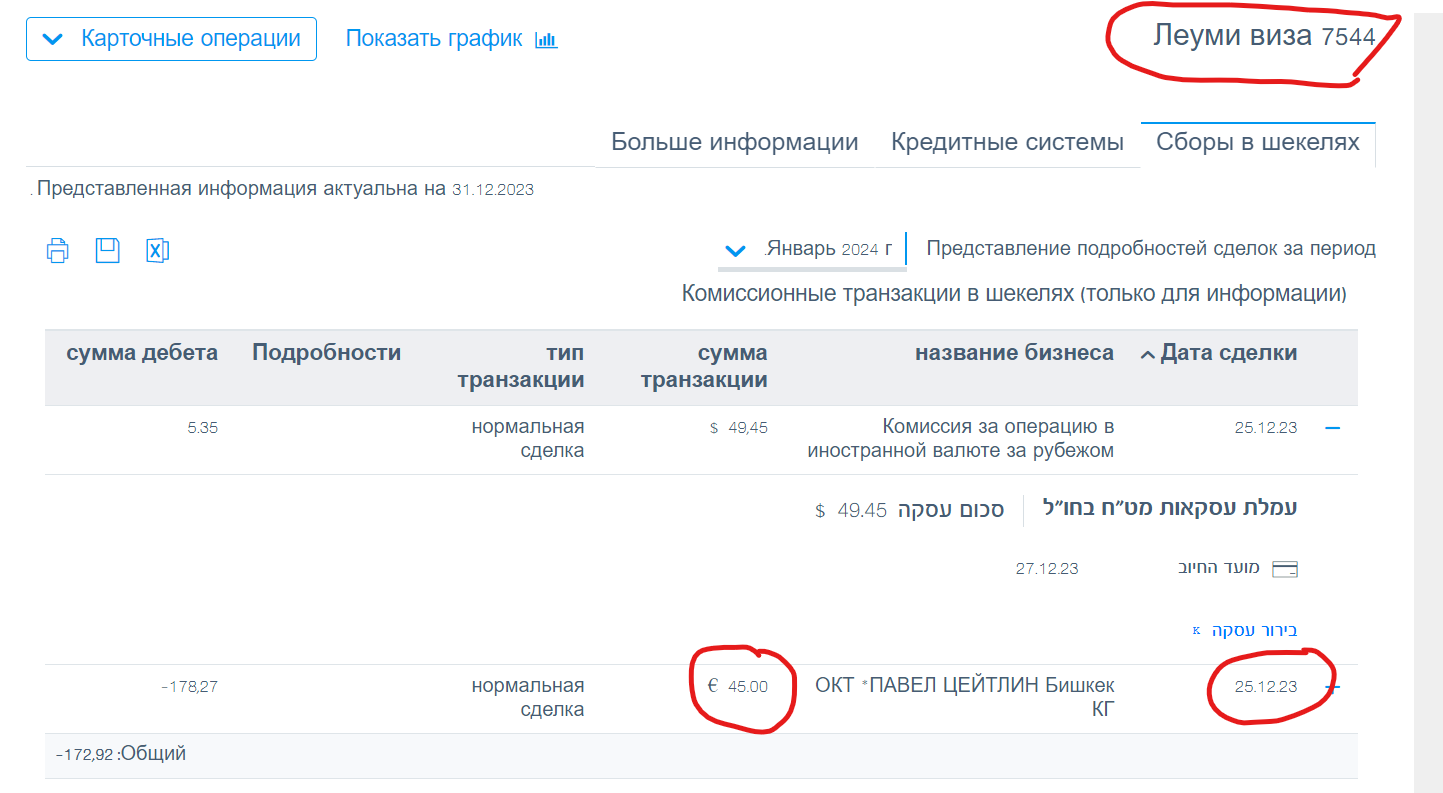 Карточные операции Показать график Леуми виза 7544
Больше информации Кредитные системы Сборы в шекелях
.Представленная информация актуальна на 31.12.2023
.Январь 2024 г Представление подробностей сделок за период
Комиссионные транзакции в шекелях (только для информации)
сумма дебета Подробности тип сумма название бизнеса Дата сделки
транзакции транзакции
5.35 нормальная $ 49,45 Комиссия за операцию в 25.12.23
сделка иностранной валюте за рубежом
עמלת עסקאות מט״ח בחו״ל סכום עסקה 49.45 $
מועד החיוב 27.12.23
בירור עסקה к
-178,27 нормальная € 45.00 ОКТ *ПАВЕЛ ЦЕЙТЛИН Бишкек 25.12.23
сделка КГ
-172,92 :Общий